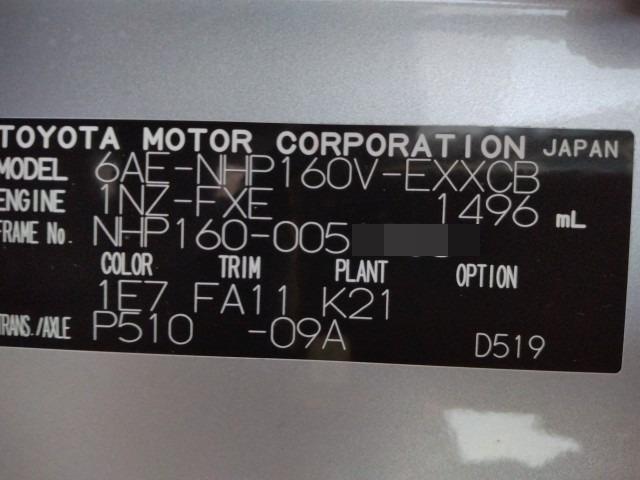 TOYOTA MOTOR CORPORATION JAPAN
MODEL 6AE-NHP160V-EXXCB
ENGINE 1NZ-FXE 1496 mL
FRAME No. NHP160-005
COLOR TRIM PLANT OPTION
1E7 FA11 K21
TRANS./AXLE P510 -09A
D519